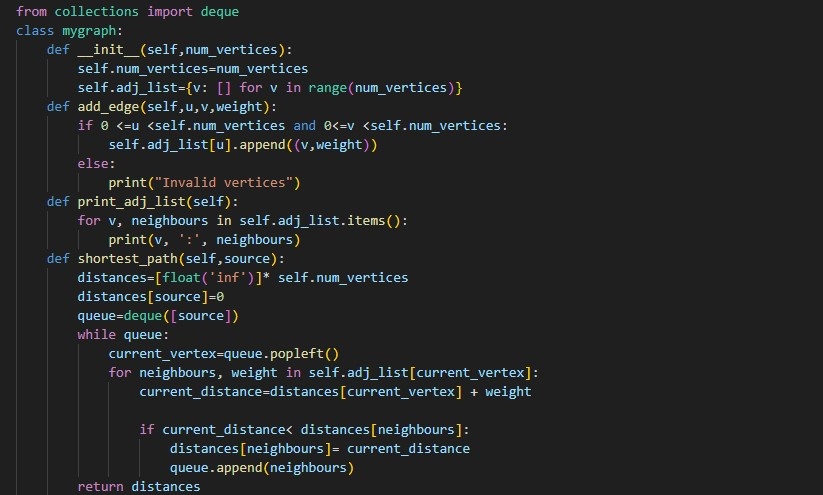 from collections import deque
class mygraph:
    def __init__(self,num_vertices):
        self.num_vertices=num_vertices
        self.adj_list={v: [] for v in range(num_vertices)}
    def add_edge(self,u,v,weight):
        if 0 <=u <self.num_vertices and 0<=v <self.num_vertices:
            self.adj_list[u].append((v,weight))
        else:
            print("Invalid vertices")
    def print_adj_list(self):
        for v, neighbours in self.adj_list.items():
            print(v, ':', neighbours)
    def shortest_path(self,source):
        distances=[float('inf')]* self.num_vertices
        distances[source]=0
        queue=deque([source])
        while queue:
            current_vertex=queue.popleft()
            for neighbours, weight in self.adj_list[current_vertex]:
                current_distance=distances[current_vertex] + weight

                if current_distance< distances[neighbours]:
                    distances[neighbours]= current_distance
                    queue.append(neighbours)
        return distances